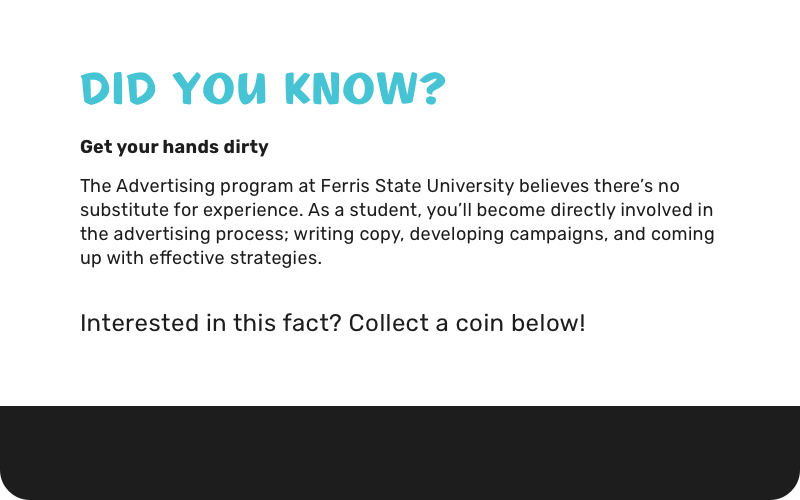 DID YOU KNOW?
Get your hands dirty
The Advertising program at Ferris State University believes there’s no
substitute for experience. As a student, you’ll become directly involved in
the advertising process; writing copy, developing campaigns, and coming
up with effective strategies.
Interested in this fact? Collect a coin below!